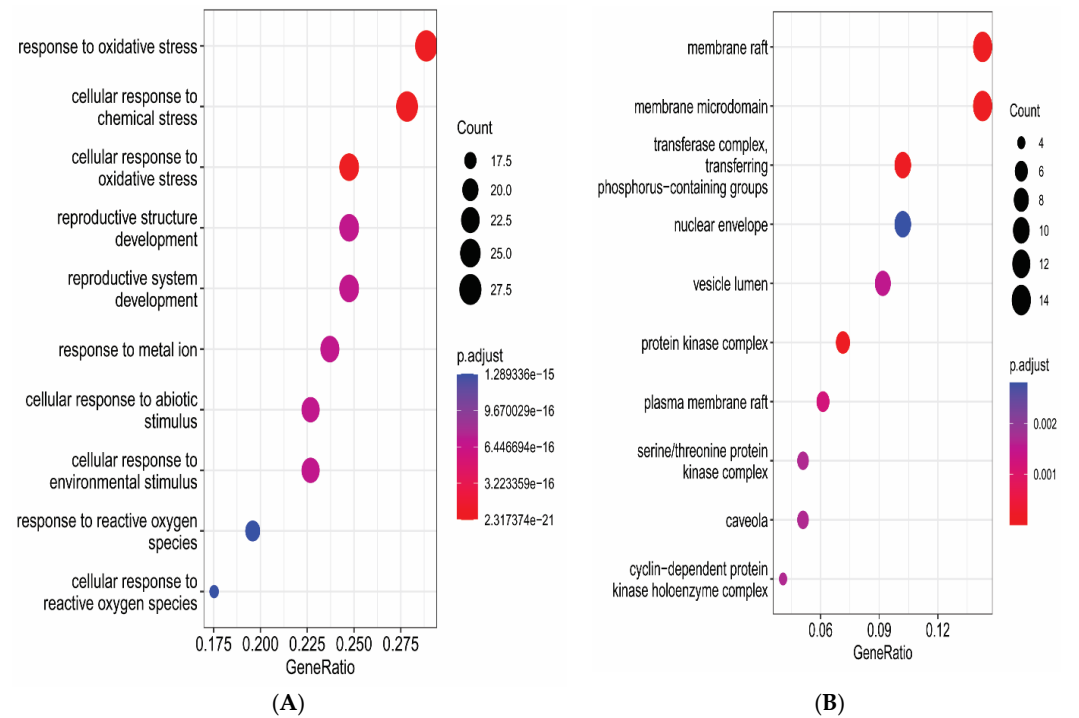 response to oxidative stress
cellular response to
chemical stress
cellular response to
oxidative stress
reproductive structure
development
reproductive system
development
response to metal ion
cellular response to abiotic
stimulus
cellular response to
environmental stimulus
response to reactive oxygen
species
cellular response to
reactive oxygen species
0.175 0.200 0.225 0.250 0.275
GeneRatio
Count
17.5
20.0
22.5
25.0
27.5
p.adjust
1.289336e−15
9.670029e−16
6.446694e−16
3.223359e−16
2.317374e−21
(A)
membrane raft
membrane microdomain
transferase complex,
transferring
phosphorus−containing groups
nuclear envelope
vesicle lumen
protein kinase complex
plasma membrane raft
serine/threonine protein
kinase complex
caveola
cyclin−dependent protein
kinase holoenzyme complex
0.06 0.09 0.12
GeneRatio
Count
4
6
8
10
12
14
p.adjust
0.002
0.001
(B)